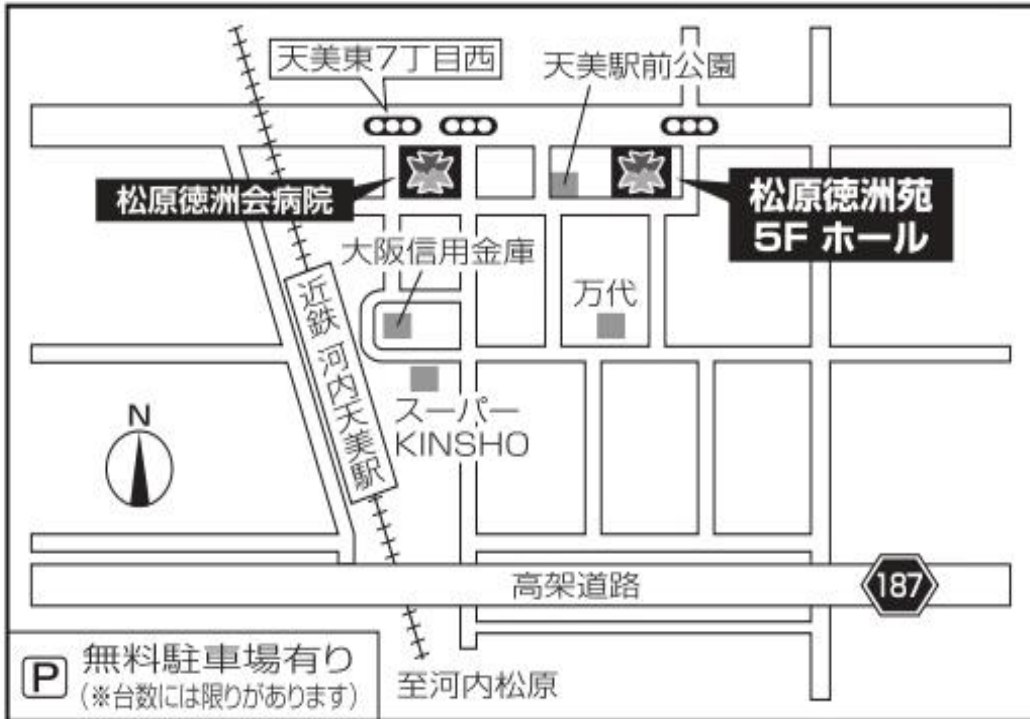 天美東7丁目西
天美駅前公園
松原徳洲会病院
松原徳洲苑
5F ホール
大阪信用金庫
万代
近鉄 河内天美駅
スーパー
KINSHO
N
高架道路
187
P 無料駐車場有り
(※台数には限りがあります)
至河内松原